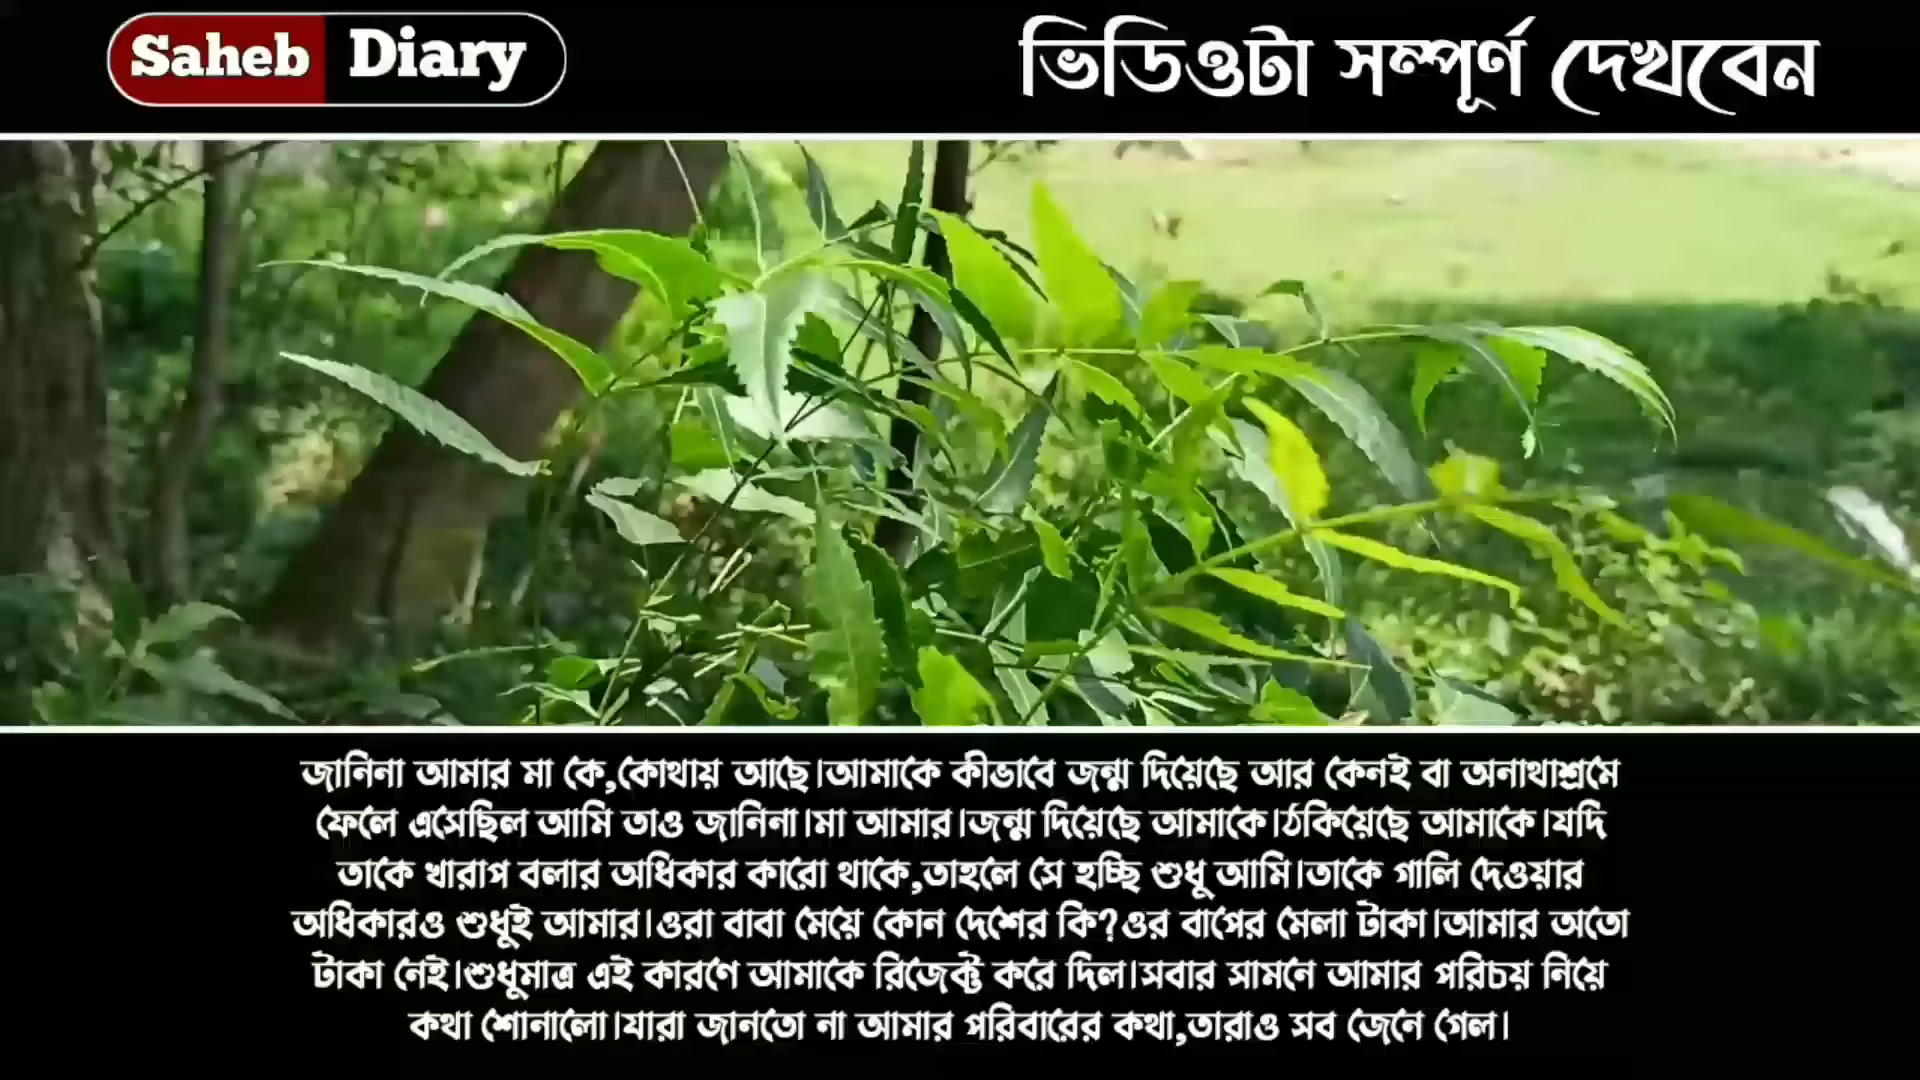 Saheb Diary
ভিডিওটা সম্পূর্ণ দেখবেন
জানিনা আমার মা কে,কোথায় আছে।আমাকে কীভাবে জন্ম দিয়েছে আর কেনই বা অনাথাশ্রমে
ফেলে এসেছিল আমি তাও জানিনা।মা আমার।জন্ম দিয়েছে আমাকে।ঠকিয়েছে আমাকে।যদি
তাকে খারাপ বলার অধিকার কারো থাকে,তাহলে সে হচ্ছি শুধু আমি।তাকে গালি দেওয়ার
অধিকারও শুধুই আমার।ওরা বাবা মেয়ে কোন দেশের কি?ওর বাপের মেলা টাকা।আমার অতো
টাকা নেই।শুধুমাত্র এই কারণে আমাকে রিজেক্ট করে দিল।সবার সামনে আমার পরিচয় নিয়ে
কথা শোনালো।যারা জানতো না আমার পরিবারের কথা,তারাও সব জেনে গেল।